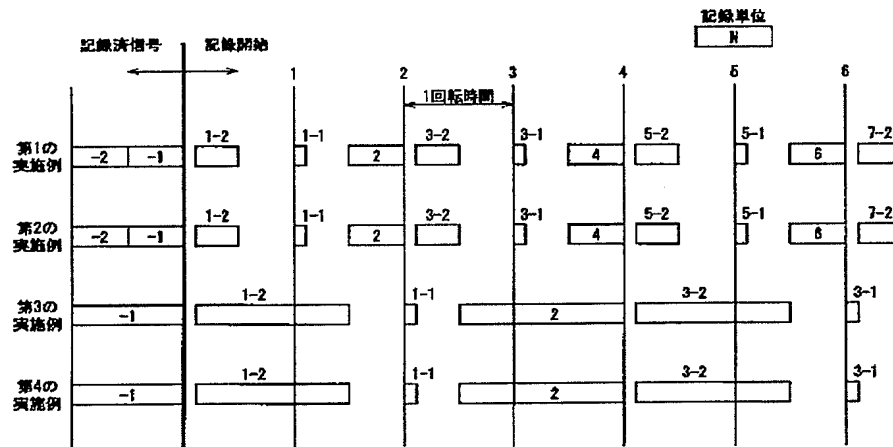 記録単位
N
記録済信号
記録開始
1 2 3 4 5 6
1回転時間
第1の
実施例
-2 -1 1-2 1-1 2 3-2 3-1 4 5-2 5-1 6 7-2
第2の
実施例
-2 -1 1-2 1-1 2 3-2 3-1 4 5-2 5-1 6 7-2
第3の
実施例
-1 1-2 1-1 2 3-2 3-1
第4の
実施例
-1 1-2 1-1 2 3-2 3-1